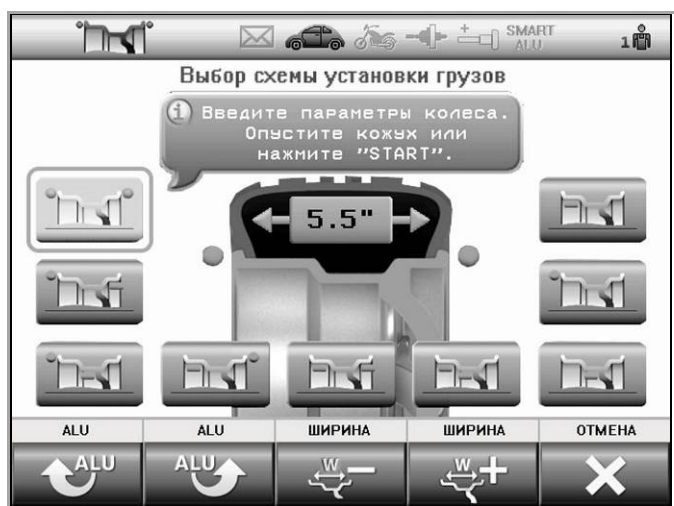 SMART
ALU
1
Выбор схемы установки грузов
i
Введите параметры колеса.
Опустите кожух или
нажмите "START".
5.5"
ALU ALU ШИРИНА ШИРИНА ОТМЕНА
ALU ALU W W